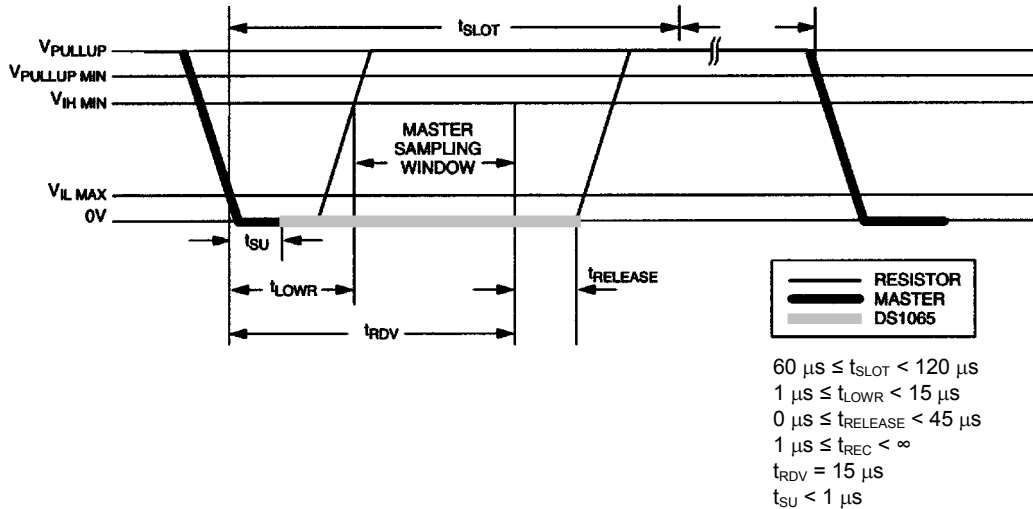 tSLOT
VPULLUP
VPULLUP MIN
VIH MIN
MASTER
SAMPLING
WINDOW
VIL MAX
0V
tSU
tRELEASE
tLOWR
tRDV
RESISTOR
MASTER
DS1065
60 μs ≤ tSLOT < 120 μs
1 μs ≤ tLOWR < 15 μs
0 μs ≤ tRELEASE < 45 μs
1 μs ≤ tREC < ∞
tRDV = 15 μs
tSU < 1 μs